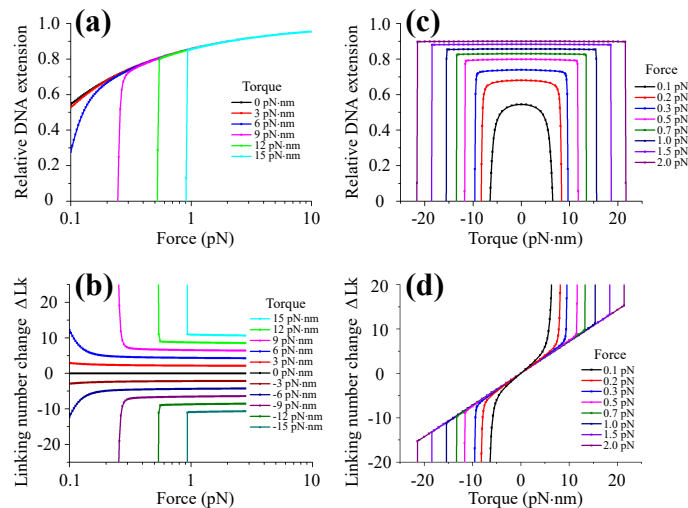 (a)
Relative DNA extension
1.0
0.8
0.6
0.4
0.2
0
0.1
1
10
Force (pN)
Torque
0 pN·nm
3 pN·nm
6 pN·nm
9 pN·nm
12 pN·nm
15 pN·nm
(c)
Relative DNA extension
1.0
0.8
0.6
0.4
0.2
0
-20
-10
0
10
20
Torque (pN·nm)
Force
0.1 pN
0.2 pN
0.3 pN
0.5 pN
0.7 pN
1.0 pN
1.5 pN
2.0 pN
(b)
Linking number change ΔLk
20
10
0
-10
-20
0.1
1
10
Force (pN)
Torque
15 pN·nm
12 pN·nm
9 pN·nm
6 pN·nm
3 pN·nm
0 pN·nm
-3 pN·nm
-6 pN·nm
-9 pN·nm
-12 pN·nm
-15 pN·nm
(d)
Linking number change ΔLk
20
10
0
-10
-20
-20
-10
0
10
20
Torque (pN·nm)
Force
0.1 pN
0.2 pN
0.3 pN
0.5 pN
0.7 pN
1.0 pN
1.5 pN
2.0 pN